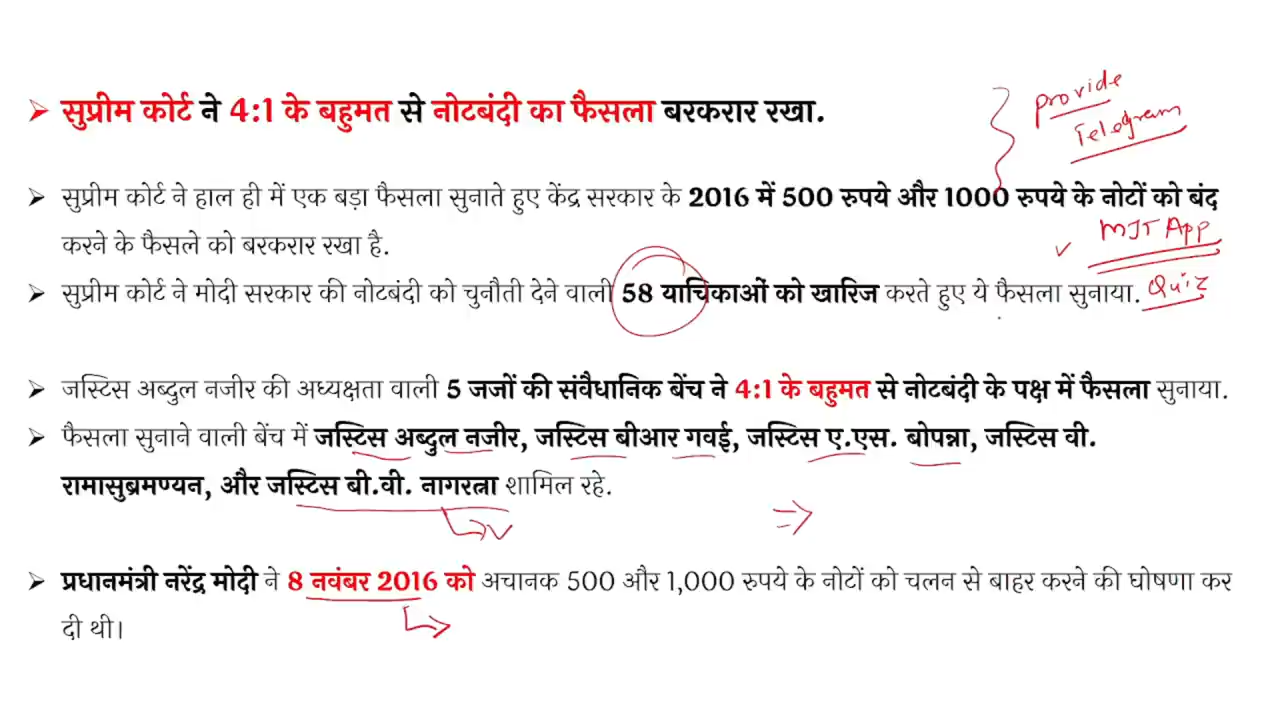 सुप्रीम कोर्ट ने 4:1 के बहुमत से नोटबंदी का फैसला बरकरार रखा.
provide
Telegram
सुप्रीम कोर्ट ने हाल ही में एक बड़ा फैसला सुनाते हुए केंद्र सरकार के 2016 में 500 रुपये और 1000 रुपये के नोटों को बंद
करने के फैसले को बरकरार रखा है.
MJT App
सुप्रीम कोर्ट ने मोदी सरकार की नोटबंदी को चुनौती देने वाली 58 याचिकाओं को खारिज करते हुए ये फैसला सुनाया.
Quiz
जस्टिस अब्दुल नजीर की अध्यक्षता वाली 5 जजों की संवैधानिक बेंच ने 4:1 के बहुमत से नोटबंदी के पक्ष में फैसला सुनाया.
फैसला सुनाने वाली बेंच में जस्टिस अब्दुल नजीर, जस्टिस बीआर गवई, जस्टिस ए.एस. बोपन्ना, जस्टिस वी.
रामासुब्रमण्यन, और जस्टिस बी.वी. नागरत्ना शामिल रहे.
प्रधानमंत्री नरेंद्र मोदी ने 8 नवंबर 2016 को अचानक 500 और 1,000 रुपये के नोटों को चलन से बाहर करने की घोषणा कर
दी थी।